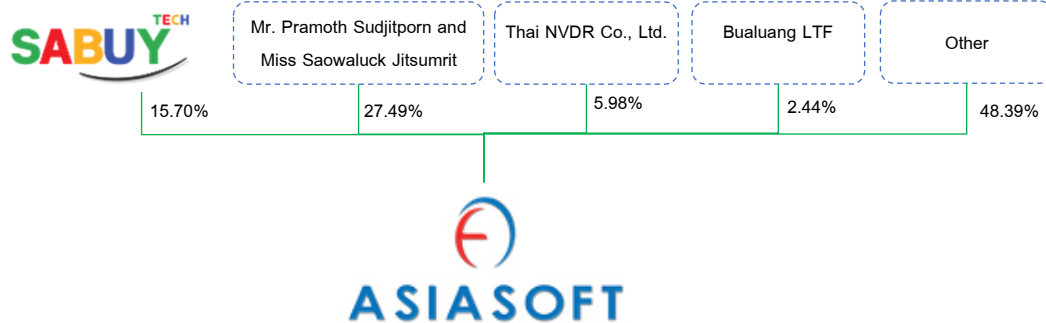 SABUY TECH
Mr. Pramoth Sudjitporn and
Miss Saowaluck Jitsumrit
Thai NVDR Co., Ltd.
Bualuang LTF
Other
15.70%
27.49%
5.98%
2.44%
48.39%
ASIASOFT